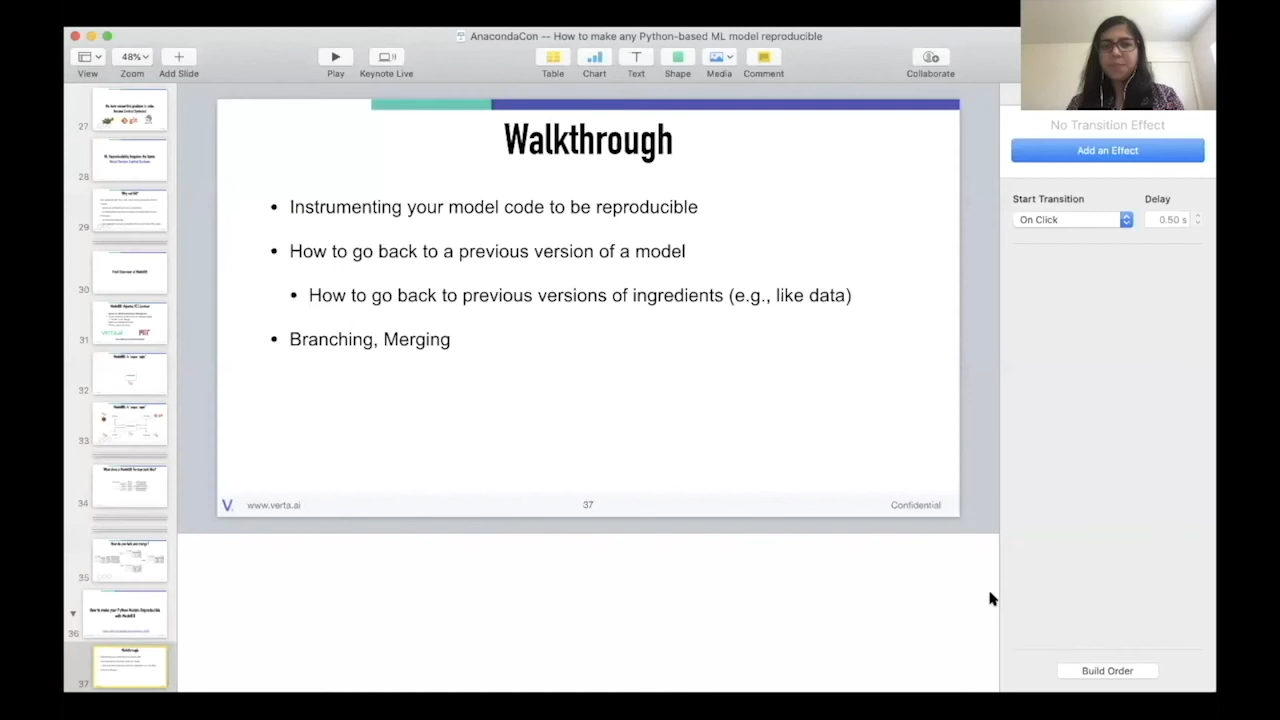 AnacondaCon -- How to make any Python-based ML model reproducible
48%
View
Zoom
Add Slide
Play
Keynote Live
Table
Chart
Text
Shape
Media
Comment
Collaborate
27
28
29
30
31
32
33
34
35
36
37
Walkthrough
• Instrumenting your model code to be reproducible
• How to go back to a previous version of a model
• How to go back to previous versions of ingredients (e.g., like data)
• Branching, Merging
V.
www.verta.ai
37
Confidential
No Transition Effect
Add an Effect
Start Transition
Delay
On Click
0.50 s
Build Order